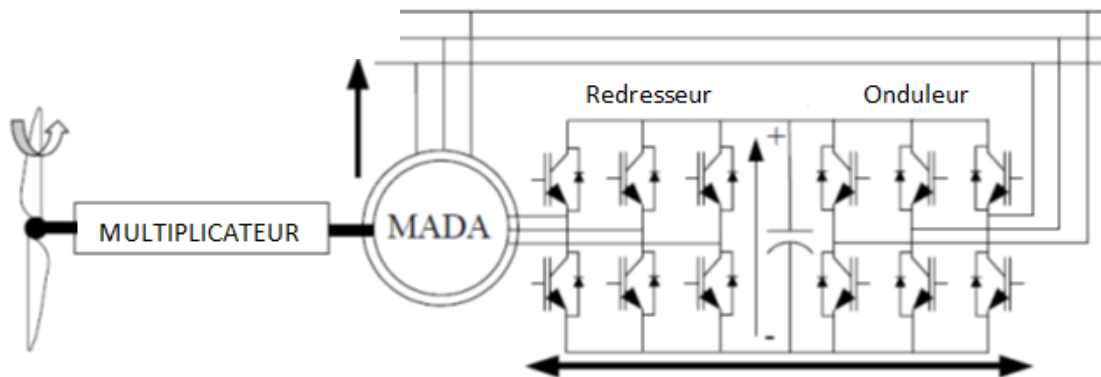 Redresseur
Onduleur
+
MULTIPLICATEUR
MADA
-